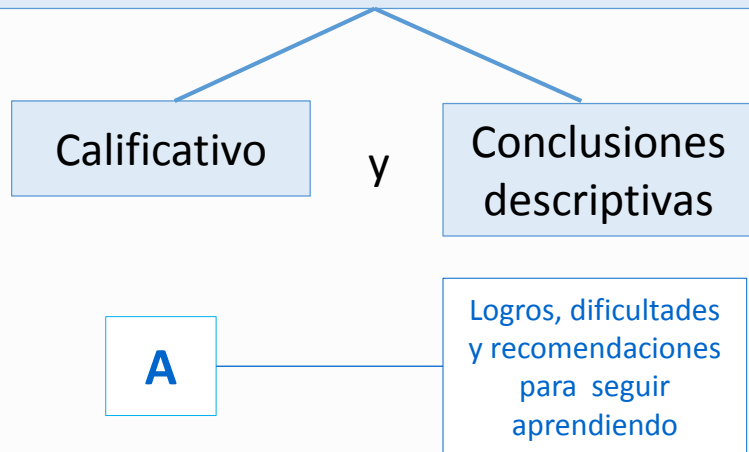 Calificativo
y
Conclusiones
descriptivas
A
Logros, dificultades
y recomendaciones
para seguir
aprendiendo